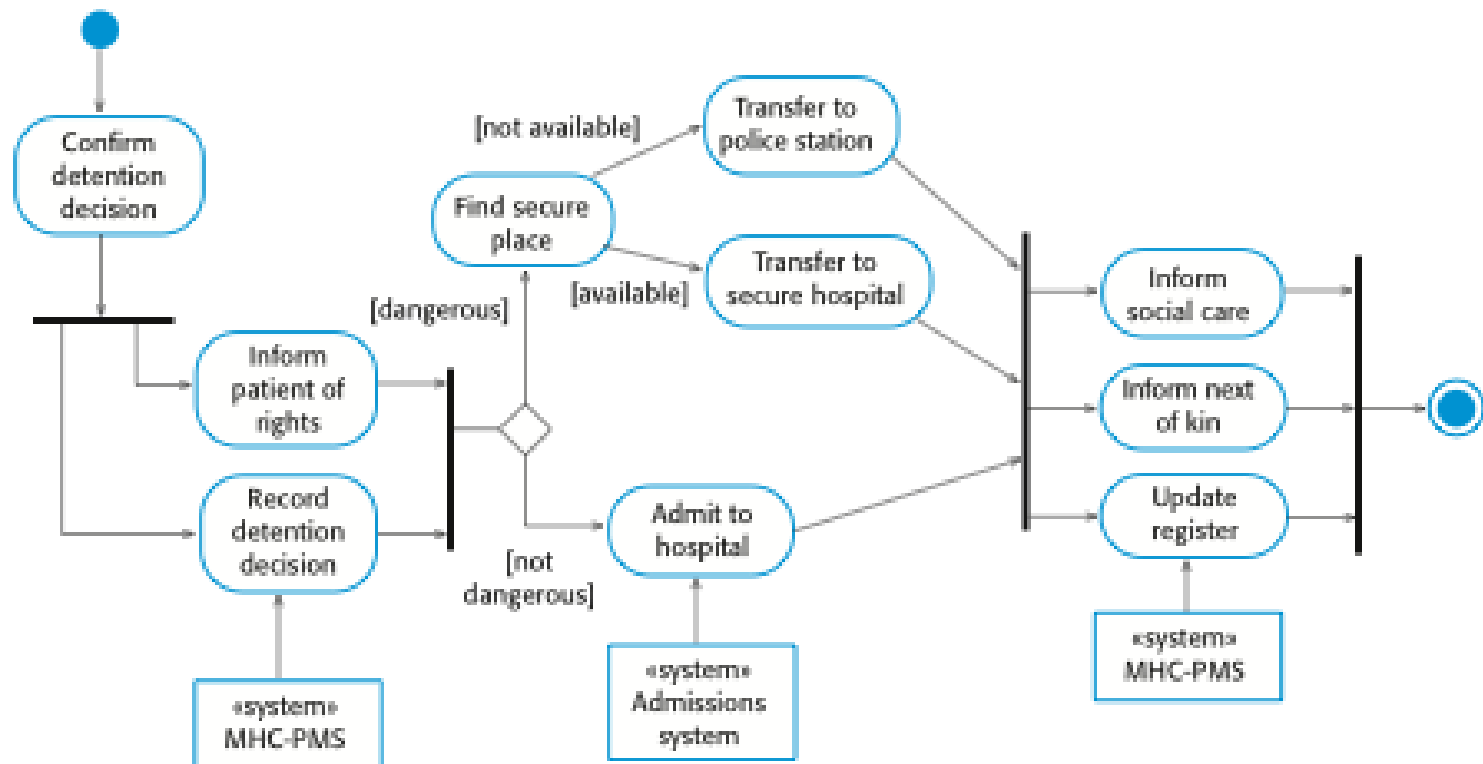 Confirm
detention
decision
Inform
patient of
rights
Record
detention
decision
«system»
MHC-PMS
[dangerous]
[not
dangerous]
Find secure
place
[not available]
[available]
Transfer to
police station
Transfer to
secure hospital
Admit to
hospital
«system»
Admissions
system
Inform
social care
Inform next
of kin
Update
register
«system»
MHC-PMS